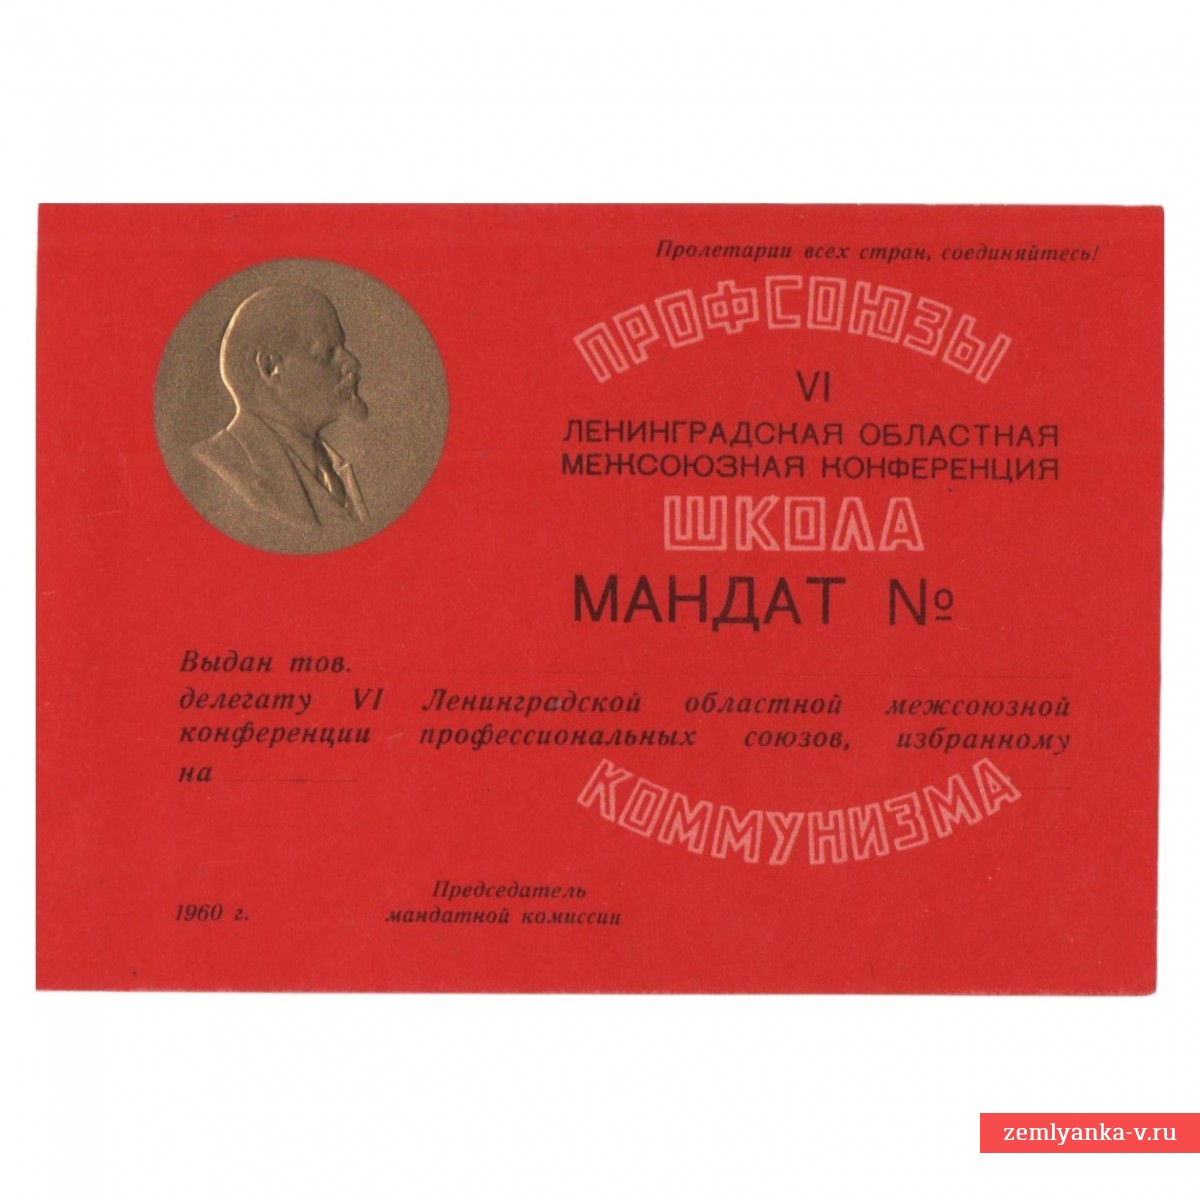 Пролетарии всех стран, соединяйтесь!
ПРОФСОЮЗЫ
VI
ЛЕНИНГРАДСКАЯ ОБЛАСТНАЯ
МЕЖСОЮЗНАЯ КОНФЕРЕНЦИЯ
ШКОЛА
МАНДАТ №
Выдан тов.
делегату VI Ленинградской областной межсоюзной
конференции профессиональных союзов, избранному
на
КОММУНИЗМА
Председатель
1960 г. мандатной комиссии
zemlyanka-v.ru